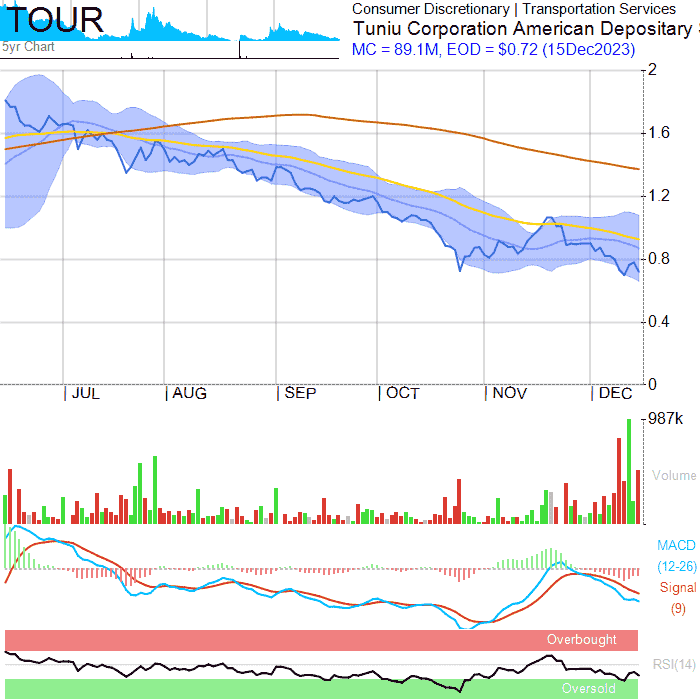 TOUR
5yr Chart
Consumer Discretionary | Transportation Services
Tuniu Corporation American Depositary
MC = 89.1M, EOD = $0.72 (15Dec2023)
2
1.6
1.2
0.8
0.4
0
JUL AUG SEP OCT NOV DEC
987k
Volume
MACD
(12-26)
Signal
(9)
Overbought
RSI(14)
Oversold